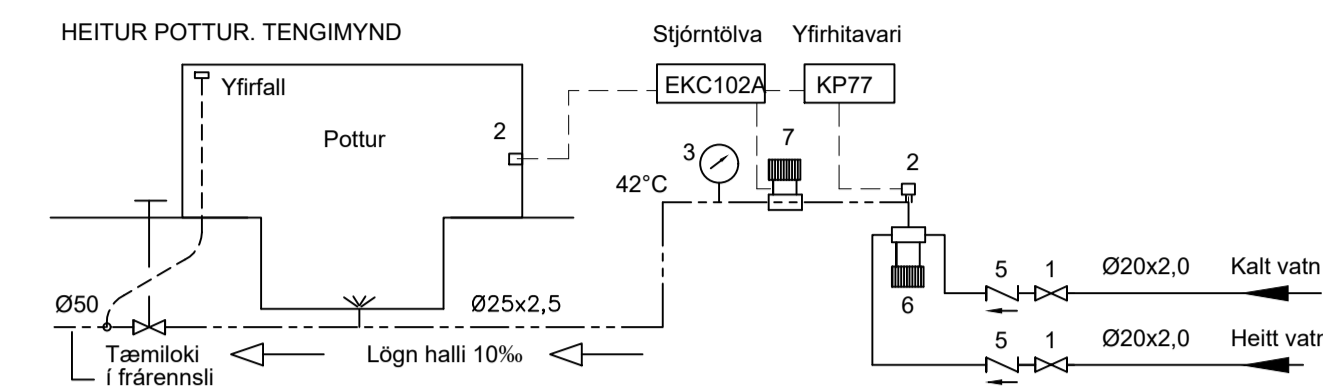 HEITUR POTTUR. TENGIMYND
Stjórntölva
Yfirhitavari
EKC102A
KP77
Yfirfall
Pottur
2
3
7
2
42°C
6
5
1
Ø20x2,0
Kalt vatn
Ø50
Ø25x2,5
5
1
Ø20x2,0
Heitt vatn
Tæmiloki
í frárennsli
Lögn halli 10‰